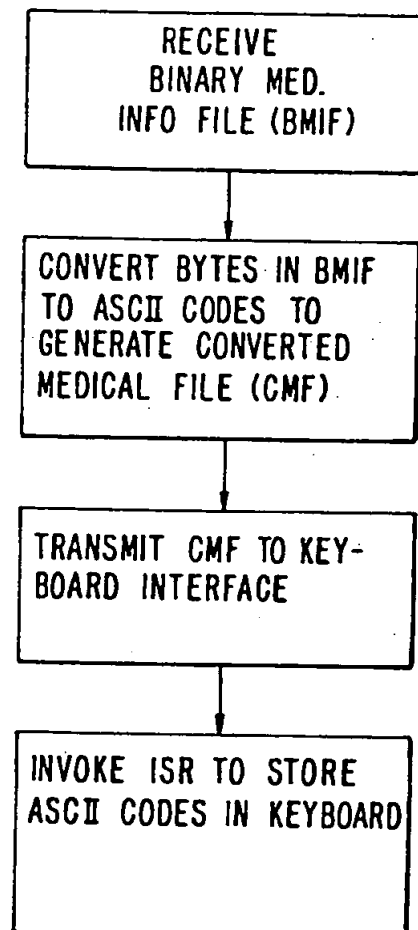 RECEIVE
BINARY MED.
INFO FILE (BMIF)
CONVERT BYTES IN BMIF
TO ASCII CODES TO
GENERATE CONVERTED
MEDICAL FILE (CMF)
TRANSMIT CMF TO KEY-
BOARD INTERFACE
INVOKE ISR TO STORE
ASCII CODES IN KEYBOARD